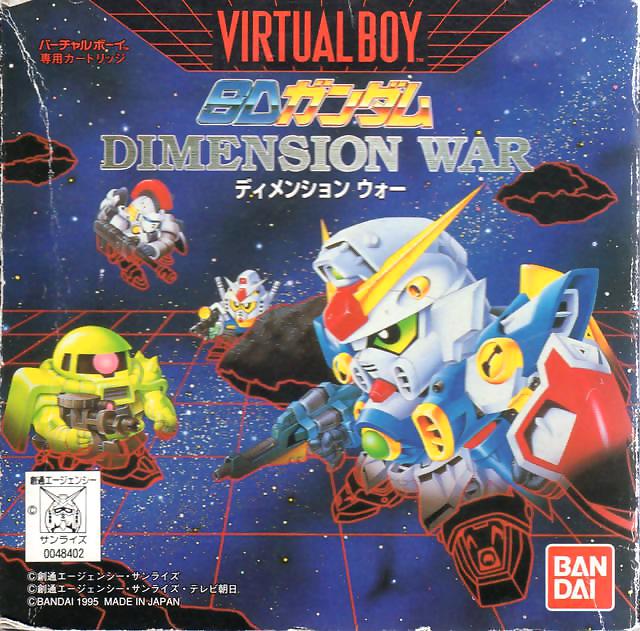 VIRTUAL BOY™
バーチャルボーイ™
専用カートリッジ
SDガンダム
DIMENSION WAR
ディメンション ウォー
創通エージェンシー
©
サンライズ
0048402
©創通エージェンシー・サンライズ
©創通エージェンシー・サンライズ・テレビ朝日
©BANDAI 1995 MADE IN JAPAN
BAN
DAI